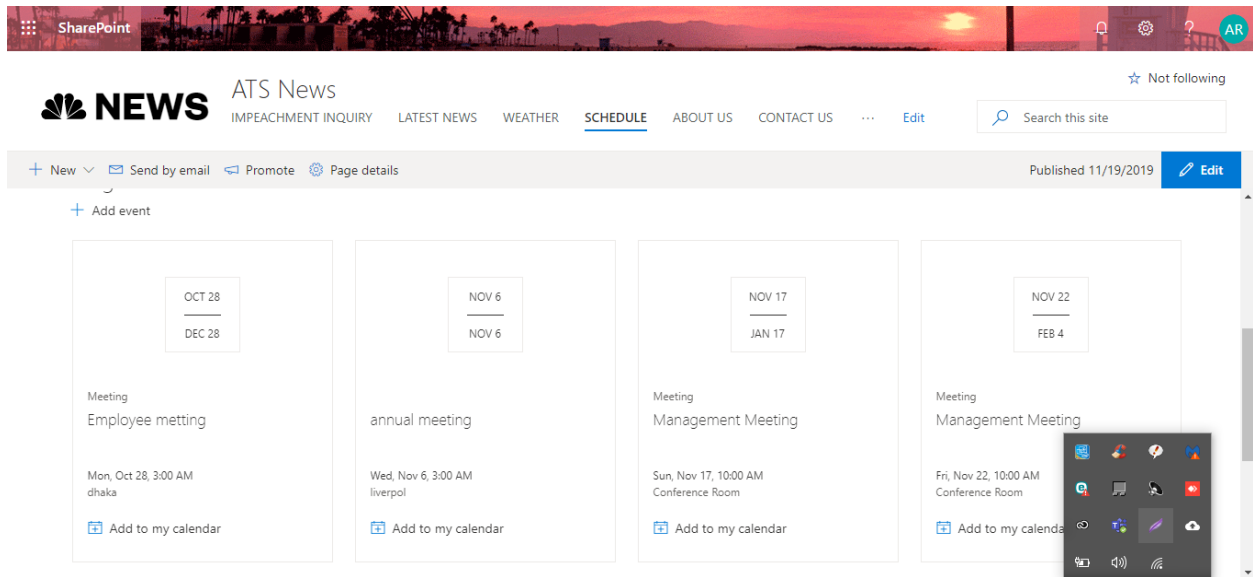 SharePoint
?
AR
NEWS
ATS News
Not following
IMPEACHMENT INQUIRY LATEST NEWS WEATHER SCHEDULE ABOUT US CONTACT US ... Edit
Search this site
New Send by email Promote Page details
Published 11/19/2019 Edit
Add event
OCT 28
DEC 28
Meeting
Employee metting
Mon, Oct 28, 3:00 AM
dhaka
Add to my calendar
NOV 6
NOV 6
annual meeting
Wed, Nov 6, 3:00 AM
liverpol
Add to my calendar
NOV 17
JAN 17
Meeting
Management Meeting
Sun, Nov 17, 10:00 AM
Conference Room
Add to my calendar
NOV 22
FEB 4
Meeting
Management Meeting
Fri, Nov 22, 10:00 AM
Conference Room
Add to my calenda